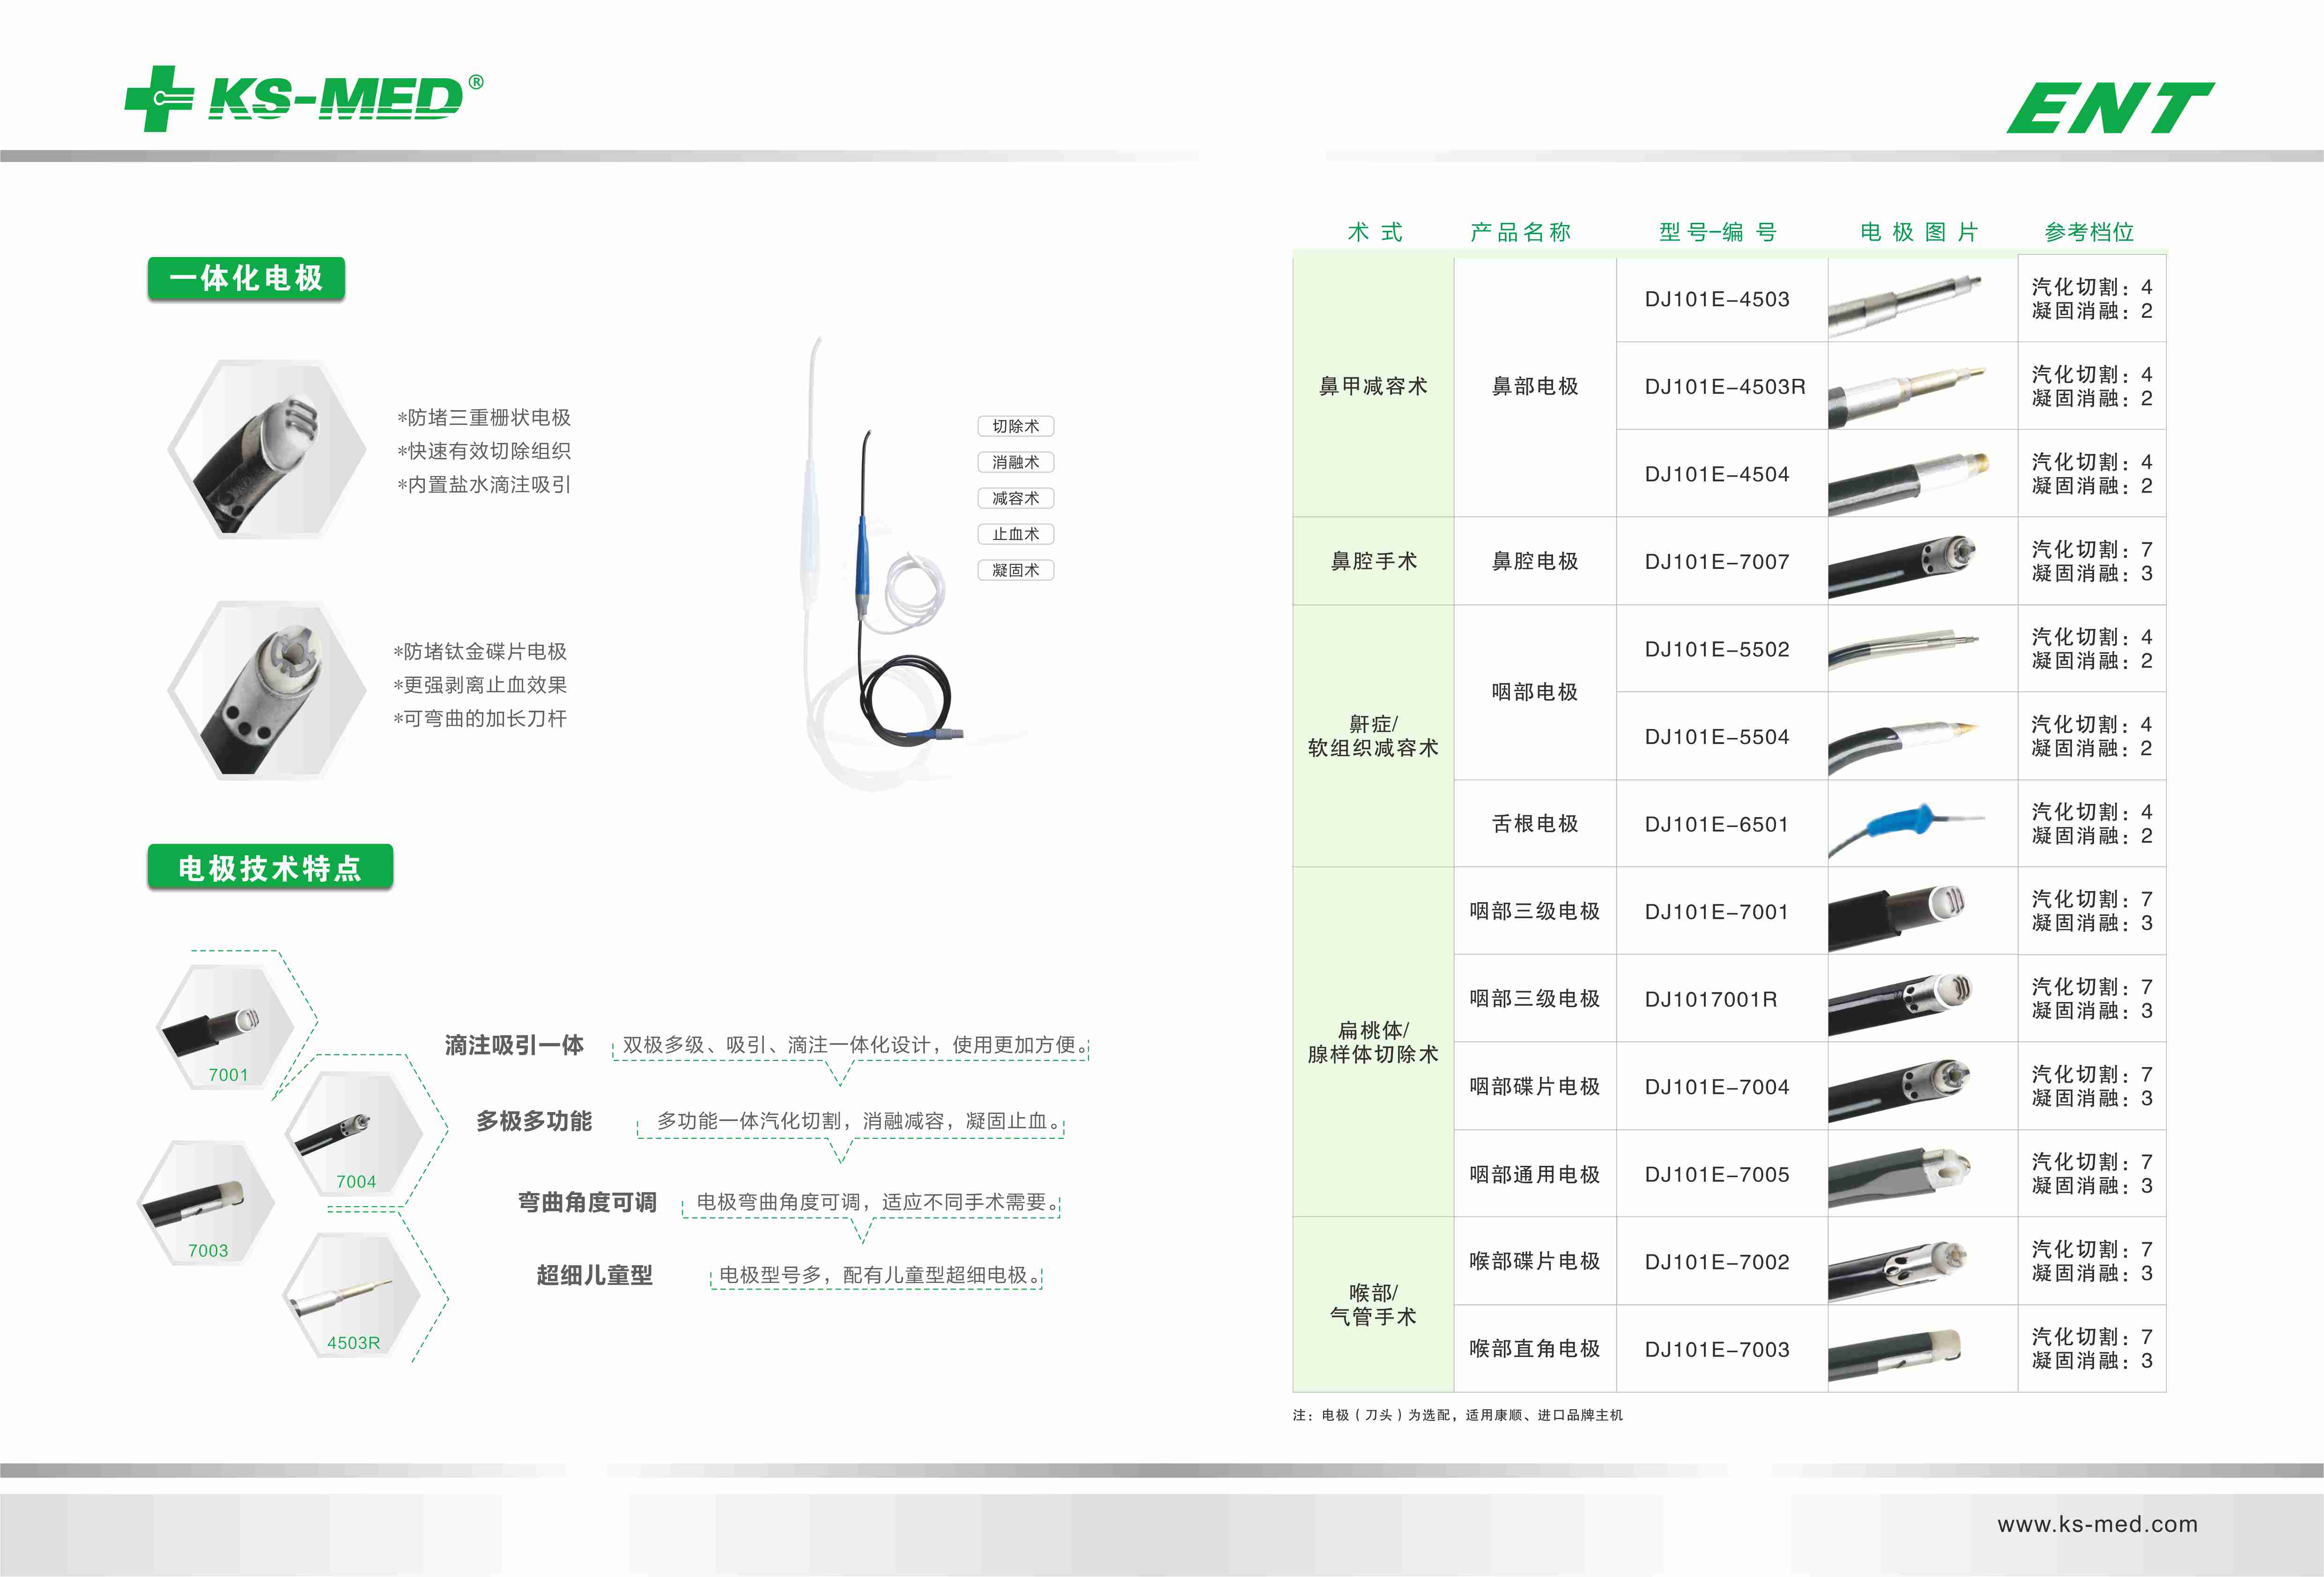 KS-MED®
ENT
一体化电极
*防堵三重栅状电极
*快速有效切除组织
*内置盐水滴注吸引
*防堵钛金碟片电极
*更强剥离止血效果
*可弯曲的加长刀杆
切除术
消融术
减容术
止血术
凝固术
电极技术特点
7001
7004
7003
4503R
滴注吸引一体 双极多级、吸引、滴注一体化设计，使用更加方便。
多极多功能 多功能一体汽化切割，消融减容，凝固止血。
弯曲角度可调 电极弯曲角度可调，适应不同手术需要。
超细儿童型 电极型号多，配有儿童型超细电极。
术式 产品名称 型号-编号 电极图片 参考档位
鼻甲减容术
鼻部电极
DJ101E-4503
汽化切割：4
凝固消融：2
DJ101E-4503R
汽化切割：4
凝固消融：2
DJ101E-4504
汽化切割：4
凝固消融：2
鼻腔手术
鼻腔电极
DJ101E-7007
汽化切割：7
凝固消融：3
鼾症/
软组织减容术
咽部电极
DJ101E-5502
汽化切割：4
凝固消融：2
DJ101E-5504
汽化切割：4
凝固消融：2
舌根电极
DJ101E-6501
汽化切割：4
凝固消融：2
扁桃体/
腺样体切除术
咽部三级电极
DJ101E-7001
汽化切割：7
凝固消融：3
咽部三级电极
DJ1017001R
汽化切割：7
凝固消融：3
咽部碟片电极
DJ101E-7004
汽化切割：7
凝固消融：3
咽部通用电极
DJ101E-7005
汽化切割：7
凝固消融：3
喉部/
气管手术
喉部碟片电极
DJ101E-7002
汽化切割：7
凝固消融：3
喉部直角电极
DJ101E-7003
汽化切割：7
凝固消融：3
注：电极（刀头）为选配，适用康顺、进口品牌主机
www.ks-med.com